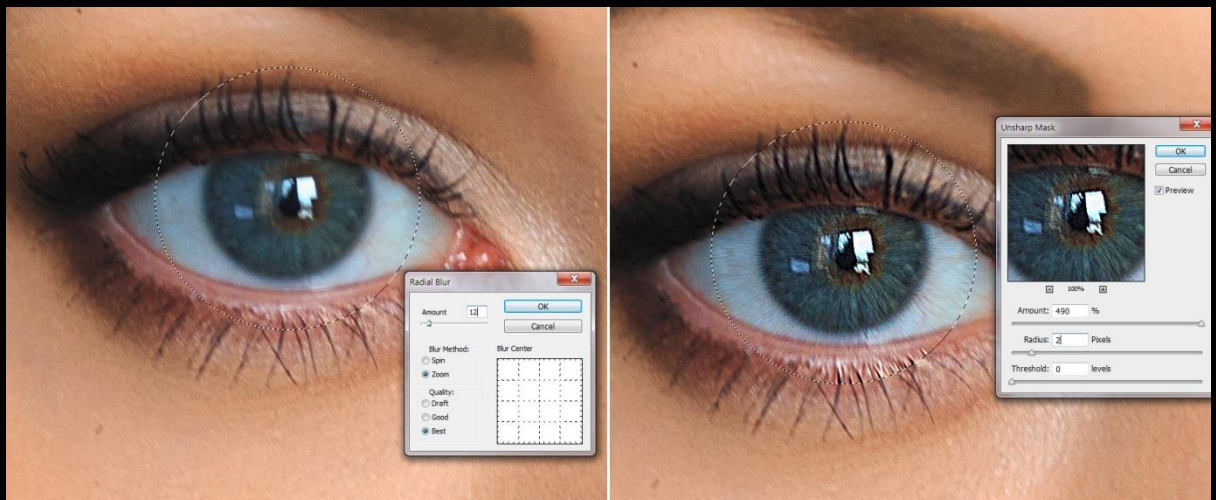 Radial Blur
Amount 12
OK
Cancel
Blur Method:
Spin
Zoom
Quality:
Draft
Good
Best
Blur Center
Unsharp Mask
OK
Cancel
Preview
100%
Amount: 490 %
Radius: 2 Pixels
Threshold: 0 levels